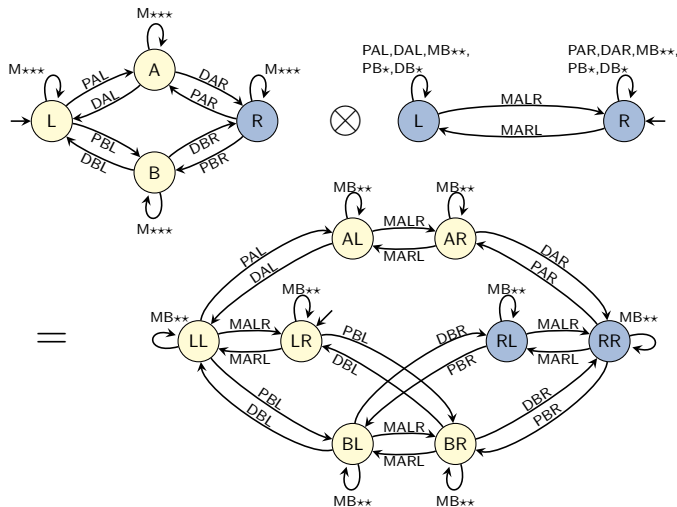 M⋆⋆⋆
A
M⋆⋆⋆
PAL
DAL
DAR
PAR
M⋆⋆⋆
L
R
PBL
DBL
DBR
PBR
B
M⋆⋆⋆
⊗
PAL,DAL,MB⋆⋆,
PB⋆,DB⋆
PAR,DAR,MB⋆⋆,
PB⋆,DB⋆
L
MALR
MARL
R
=
MB⋆⋆
MB⋆⋆
AL
MALR
MARL
AR
PAL
DAL
DAR
PAR
MB⋆⋆
MB⋆⋆
MB⋆⋆
MB⋆⋆
LL
MALR
MARL
LR
PBL
DBL
DBR
PBR
RL
MALR
MARL
RR
PBL
DBL
DBR
PBR
BL
MALR
MARL
BR
MB⋆⋆
MB⋆⋆